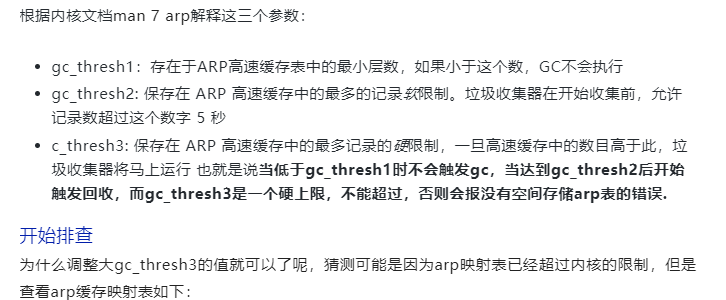 根据内核文档man 7 arp解释这三个参数：
gc_thresh1：存在于ARP高速缓存表中的最小层数，如果小于这个数，GC不会执行
gc_thresh2: 保存在 ARP 高速缓存中的最多的记录软限制。垃圾收集器在开始收集前，允许
记录数超过这个数字 5 秒
c_thresh3: 保存在 ARP 高速缓存中的最多记录的硬限制，一旦高速缓存中的数目高于此，垃
圾收集器将马上运行 也就是说当低于gc_thresh1时不会触发gc，当达到gc_thresh2后开始
触发回收，而gc_thresh3是一个硬上限，不能超过，否则会报没有空间存储arp表的错误.
开始排查
为什么调整大gc_thresh3的值就可以了呢，猜测可能是因为arp映射表已经超过内核的限制，但是
查看arp缓存映射表如下：